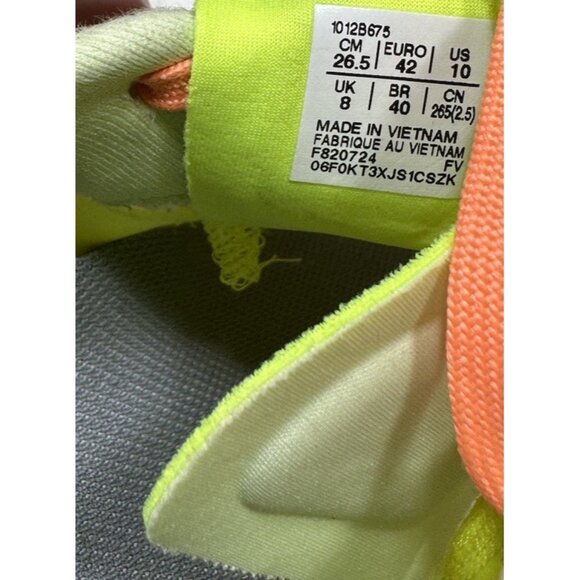 1012B675
CM EURO US
26.5 42 10
UK BR CN
8 40 265(2.5)
MADE IN VIETNAM
FABRIQUE AU VIETNAM
F820724 FV
06F0KT3XJS1CSZK